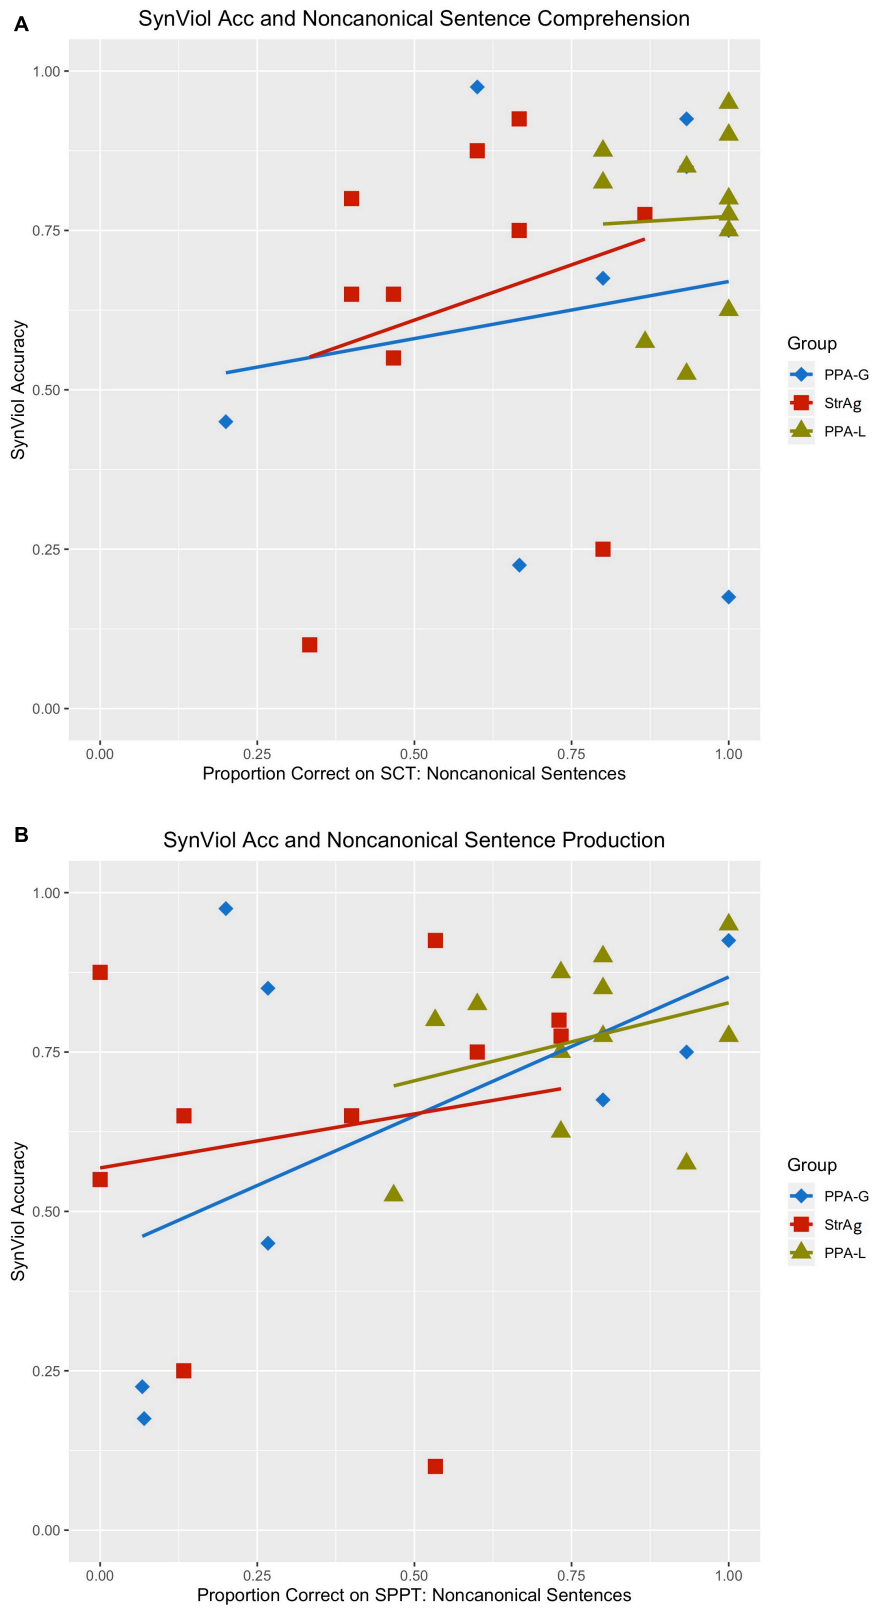 A
SynViol Acc and Noncanonical Sentence Comprehension
1.00
0.75
0.50
0.25
0.00
SynViol Accuracy
0.00 0.25 0.50 0.75 1.00
Proportion Correct on SCT: Noncanonical Sentences
Group
PPA-G
StrAg
PPA-L
B
SynViol Acc and Noncanonical Sentence Production
1.00
0.75
0.50
0.25
0.00
SynViol Accuracy
0.00 0.25 0.50 0.75 1.00
Proportion Correct on SPPT: Noncanonical Sentences
Group
PPA-G
StrAg
PPA-L